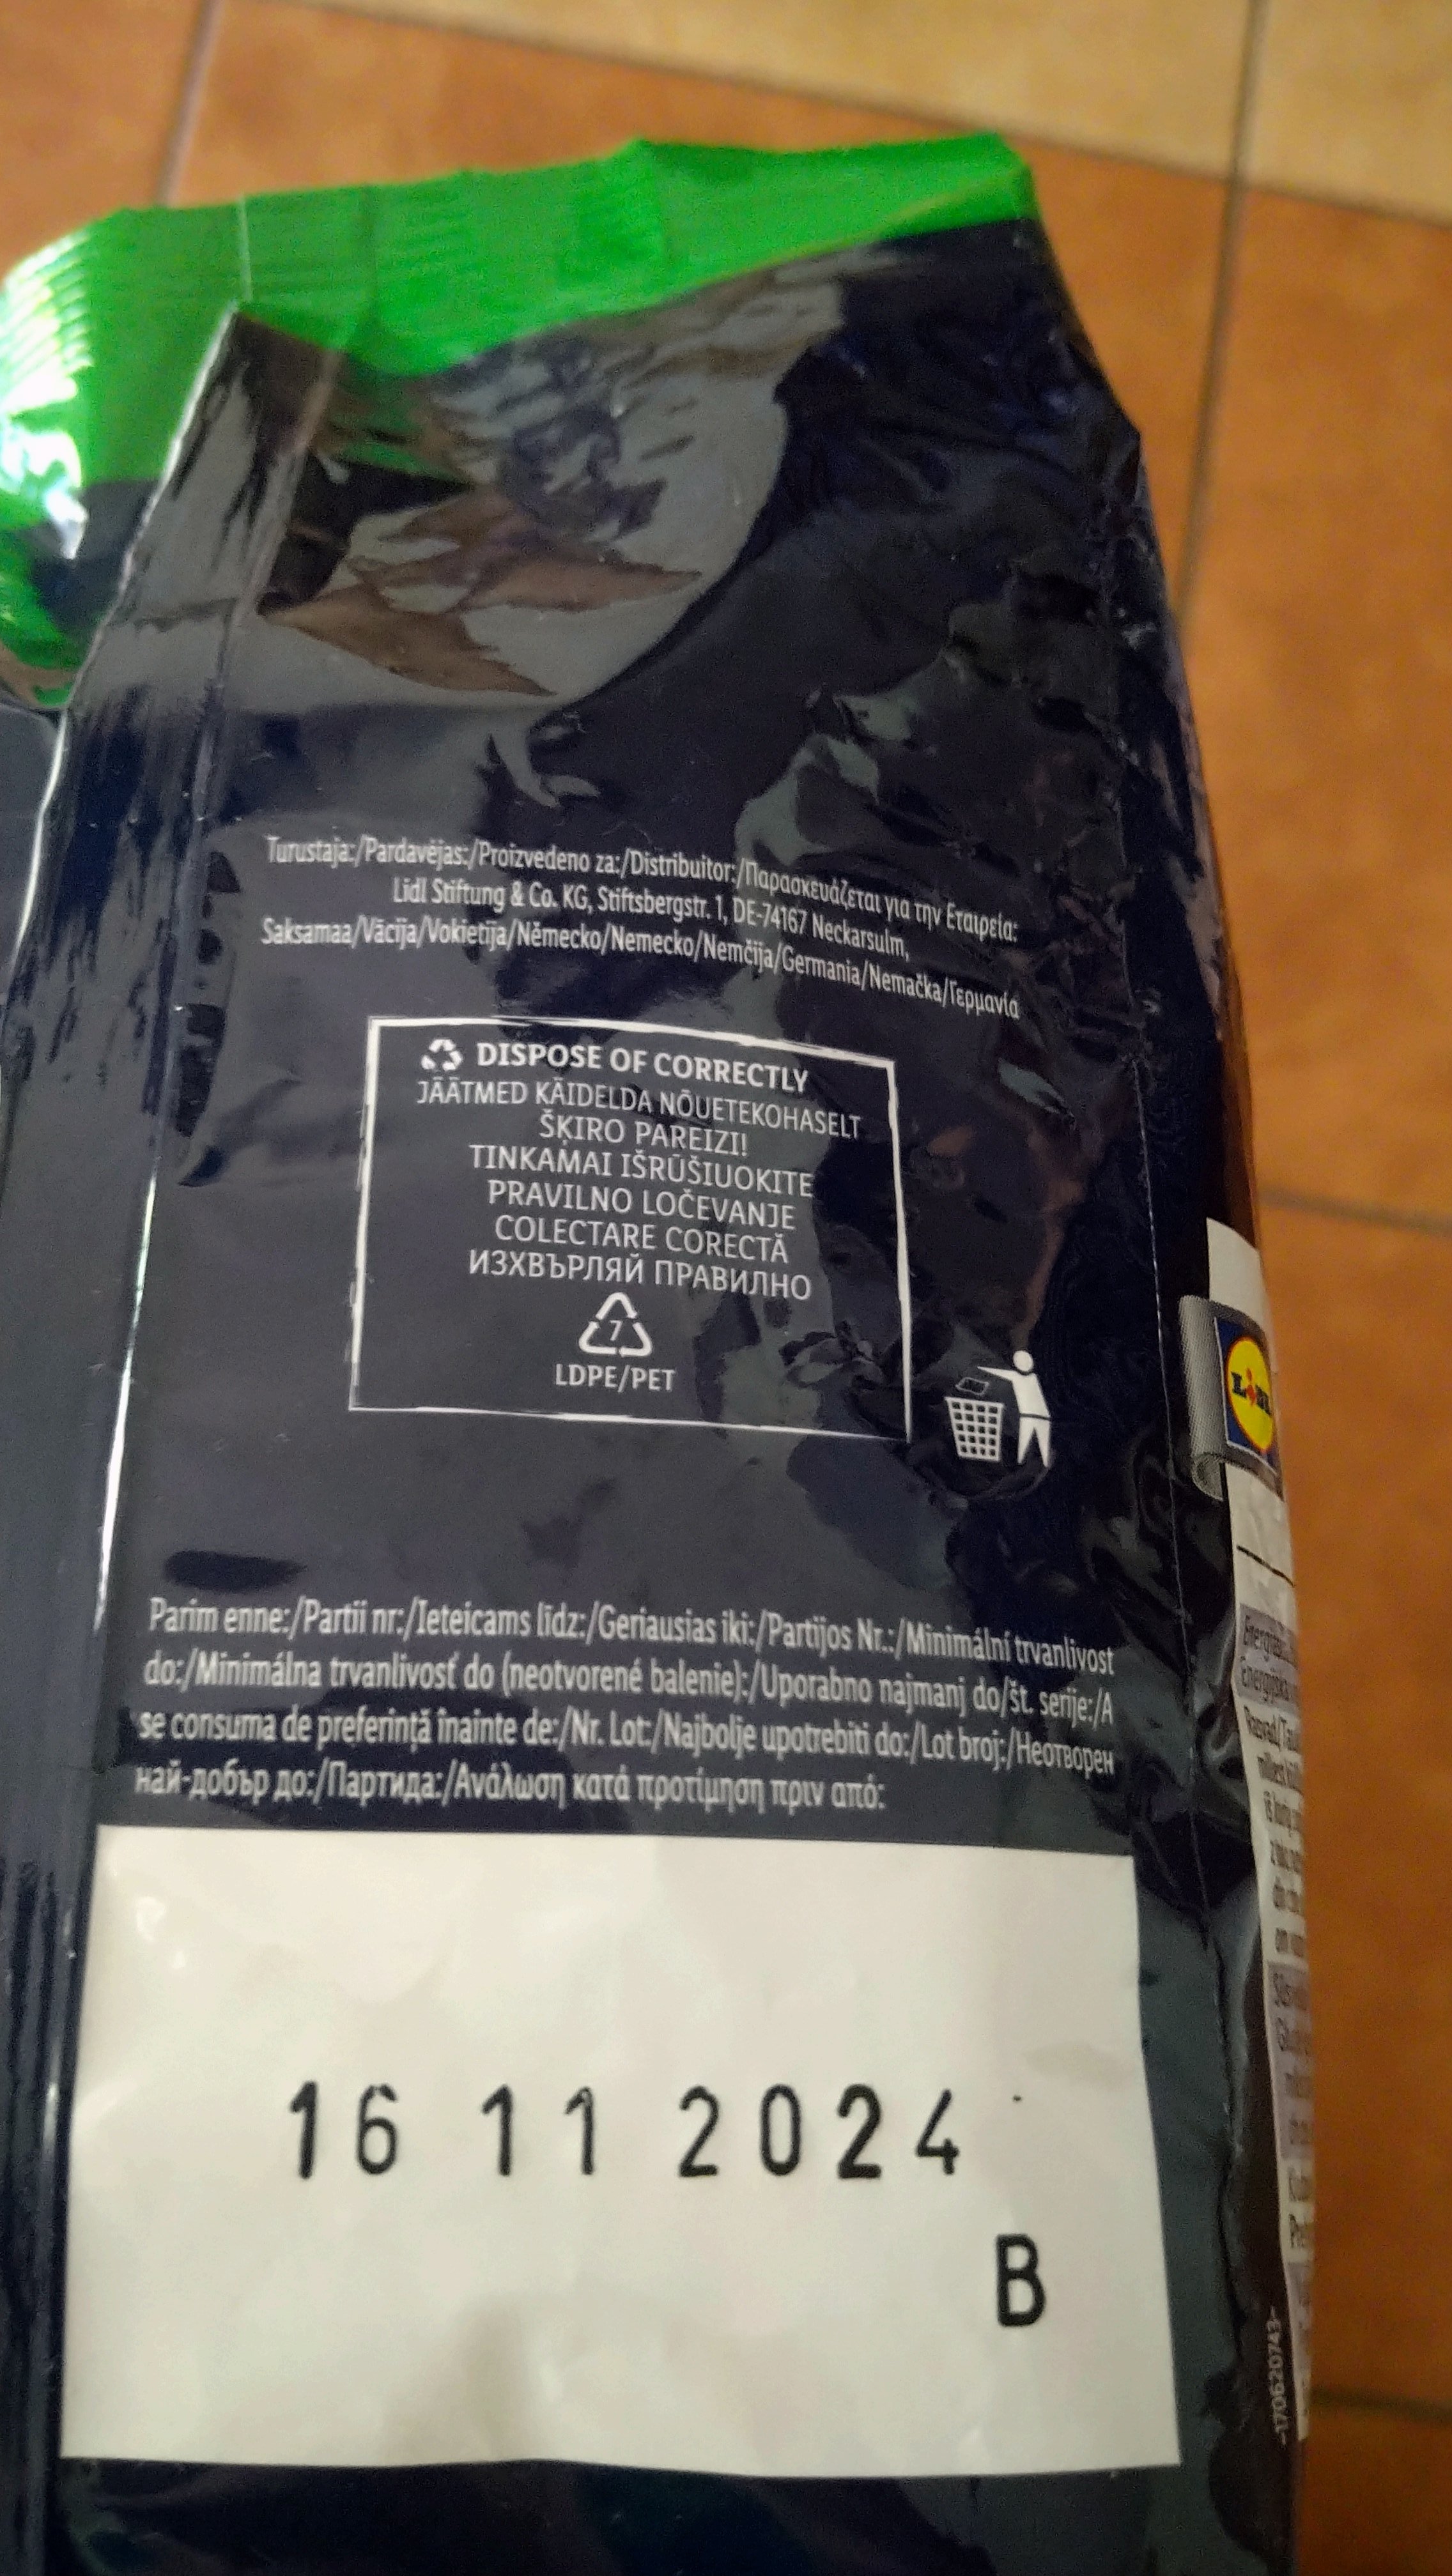 Turustaja:/Pardavėjas:/Proizvedeno za:/Distribuitor:/Παρασκευάζεται για την Εταιρεία:
Lidl Stiftung & Co. KG, Stiftsbergstr. 1, DE-74167 Neckarsulm,
Saksamaa/Vācija/Vokietija/Německo/Nemecko/Nemčija/Germania/Nemačka/Γερμανία
DISPOSE OF CORRECTLY
JÄÄTMED KÄIDELDA NÕUETEKOHASELT
ŠĶIRO PAREIZI!
TINKAMAI IŠRŪŠIUOKITE
PRAVILNO LOČEVANJE
COLECTARE CORECTĂ
ИЗХВЪРЛЯЙ ПРАВИЛНО
7
LDPE/PET
LIDL
Parim enne:/Partii nr:/Ieteicams līdz:/Geriausias iki:/Partijos Nr.:/Minimální trvanlivost
do:/Minimálna trvanlivosť do (neotvorené balenie):/Uporabno najmanj do/št. serije:/A
se consuma de preferință înainte de:/Nr. Lot:/Najbolje upotrebiti do:/Lot broj:/Неотворен
най-добър до:/Партида:/Ανάλωση κατά προτίμηση πριν από:
16 11 2024
B
-170620743-